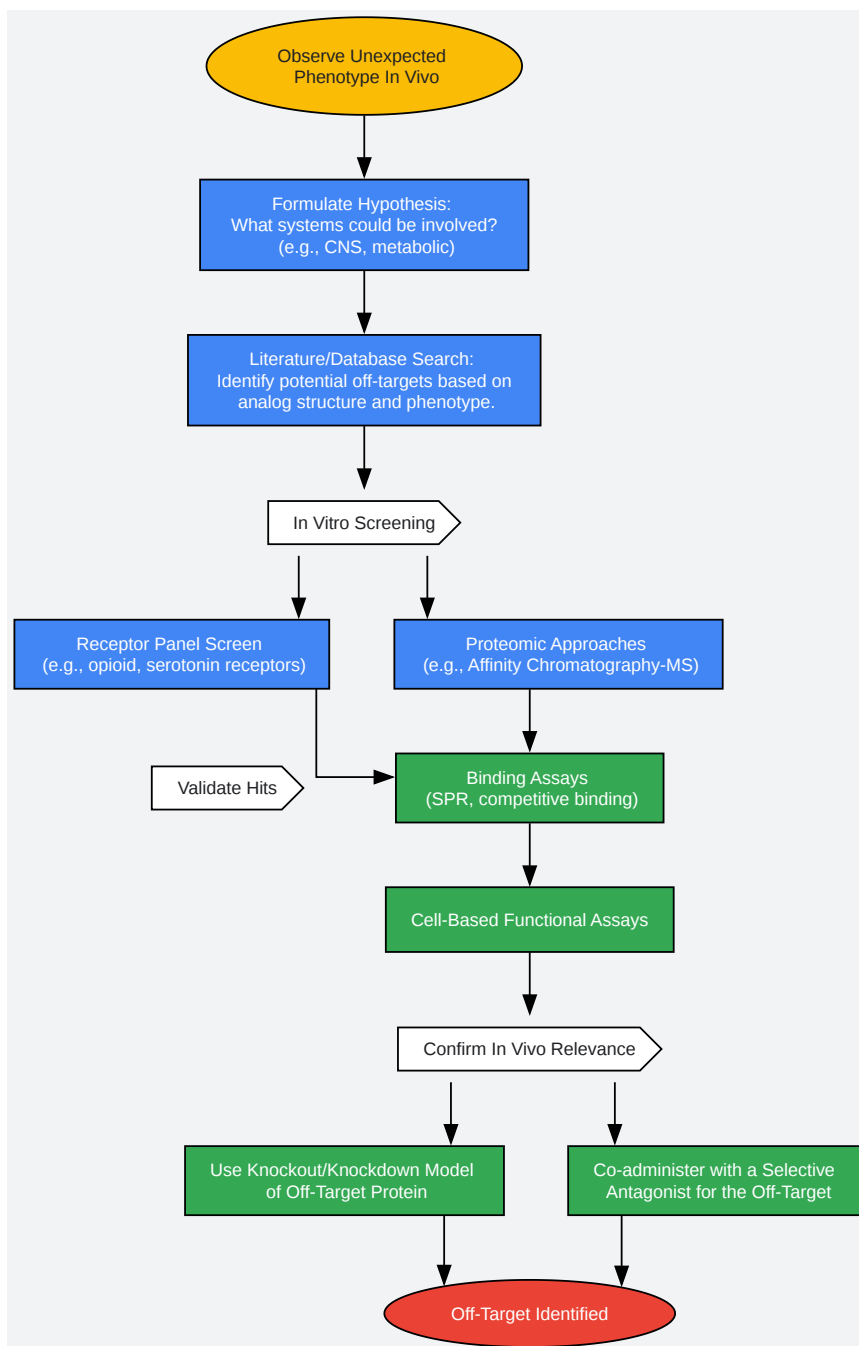 Observe Unexpected
Phenotype In Vivo
Formulate Hypothesis:
What systems could be involved?
(e.g., CNS, metabolic)
Literature/Database Search:
Identify potential off-targets based on
analog structure and phenotype.
In Vitro Screening
Receptor Panel Screen
(e.g., opioid, serotonin receptors)
Proteomic Approaches
(e.g., Affinity Chromatography-MS)
Validate Hits
Binding Assays
(SPR, competitive binding)
Cell-Based Functional Assays
Confirm In Vivo Relevance
Use Knockout/Knockdown Model
of Off-Target Protein
Co-administer with a Selective
Antagonist for the Off-Target
Off-Target Identified